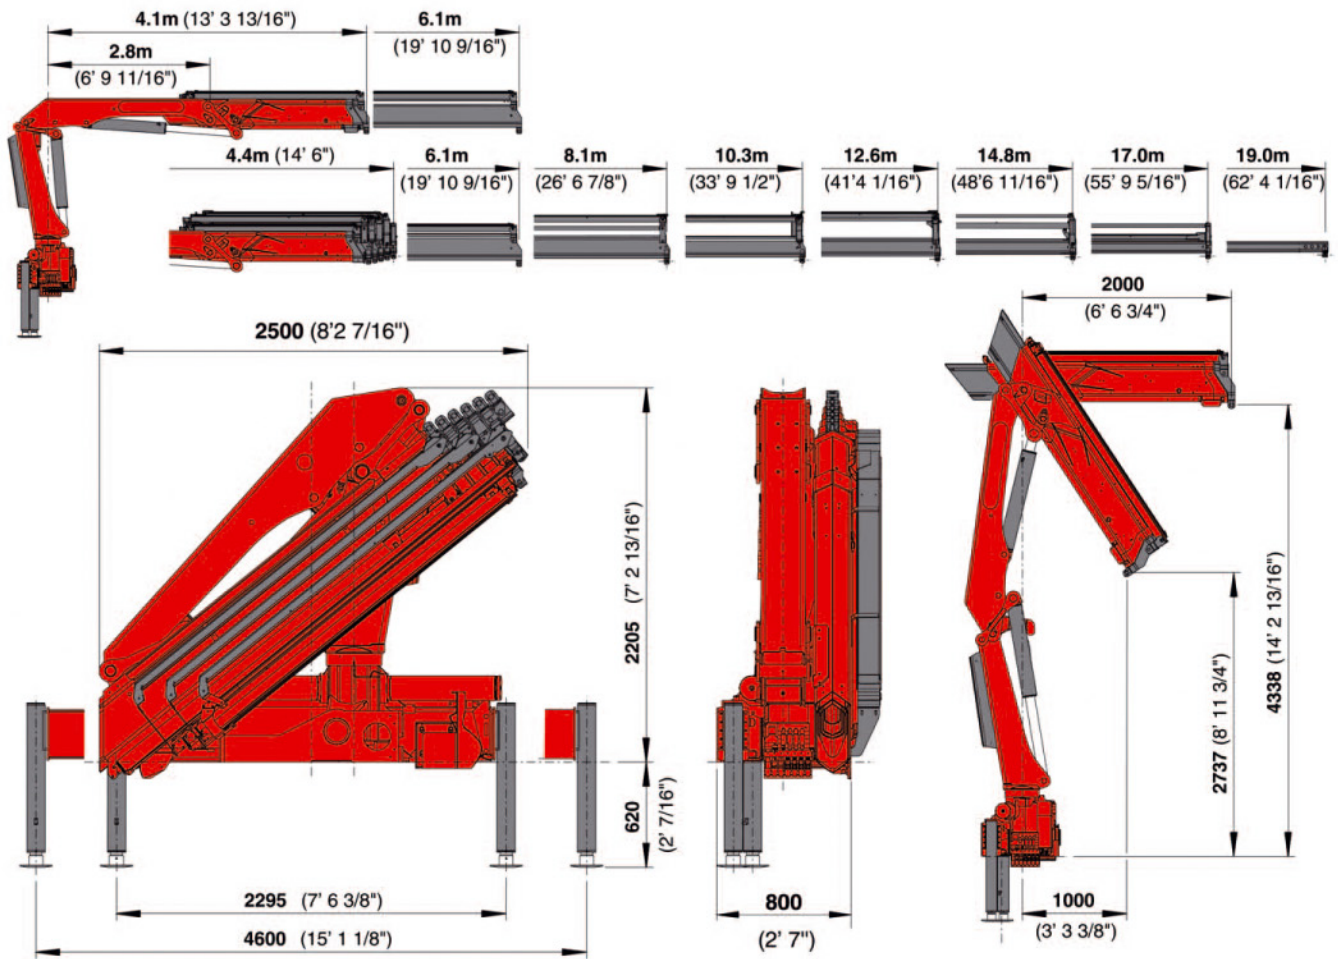 4.1m (13' 3 13/16")
6.1m
(19' 10 9/16")
2.8m
(6' 9 11/16")
4.4m (14' 6")
6.1m
(19' 10 9/16")
8.1m
(26' 6 7/8")
10.3m
(33' 9 1/2")
12.6m
(41'4 1/16")
14.8m
(48'6 11/16")
17.0m
(55' 9 5/16")
19.0m
(62' 4 1/16")
2000
(6' 6 3/4")
2500 (8'2 7/16")
2205 (7' 2 13/16")
620
(2' 7/16")
2295 (7' 6 3/8")
4600 (15' 1 1/8")
800
(2' 7")
2737 (8' 11 3/4")
4338 (14' 2 13/16")
1000
(3' 3 3/8")